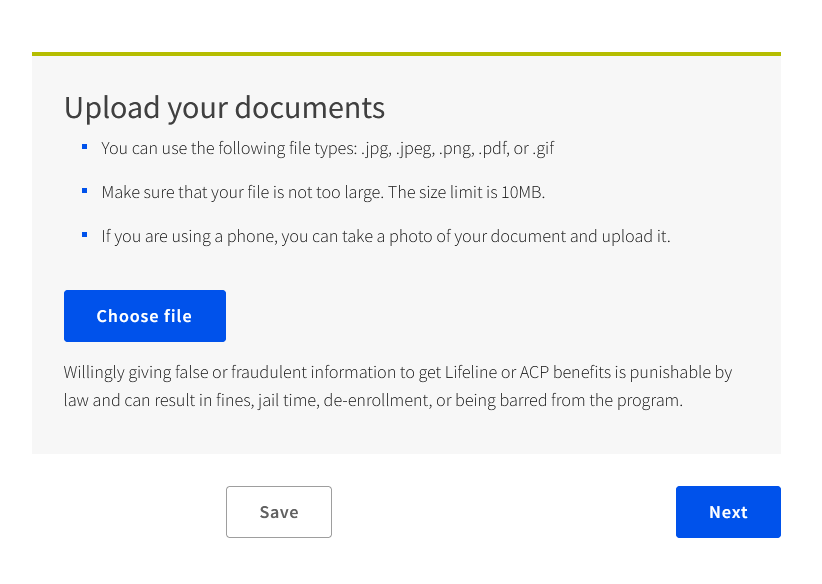 Upload your documents
You can use the following file types: .jpg, .jpeg, .png, .pdf, or .gif
Make sure that your file is not too large. The size limit is 10MB.
If you are using a phone, you can take a photo of your document and upload it.
Choose file
Willingly giving false or fraudulent information to get Lifeline or ACP benefits is punishable by
law and can result in fines, jail time, de-enrollment, or being barred from the program.
Save
Next